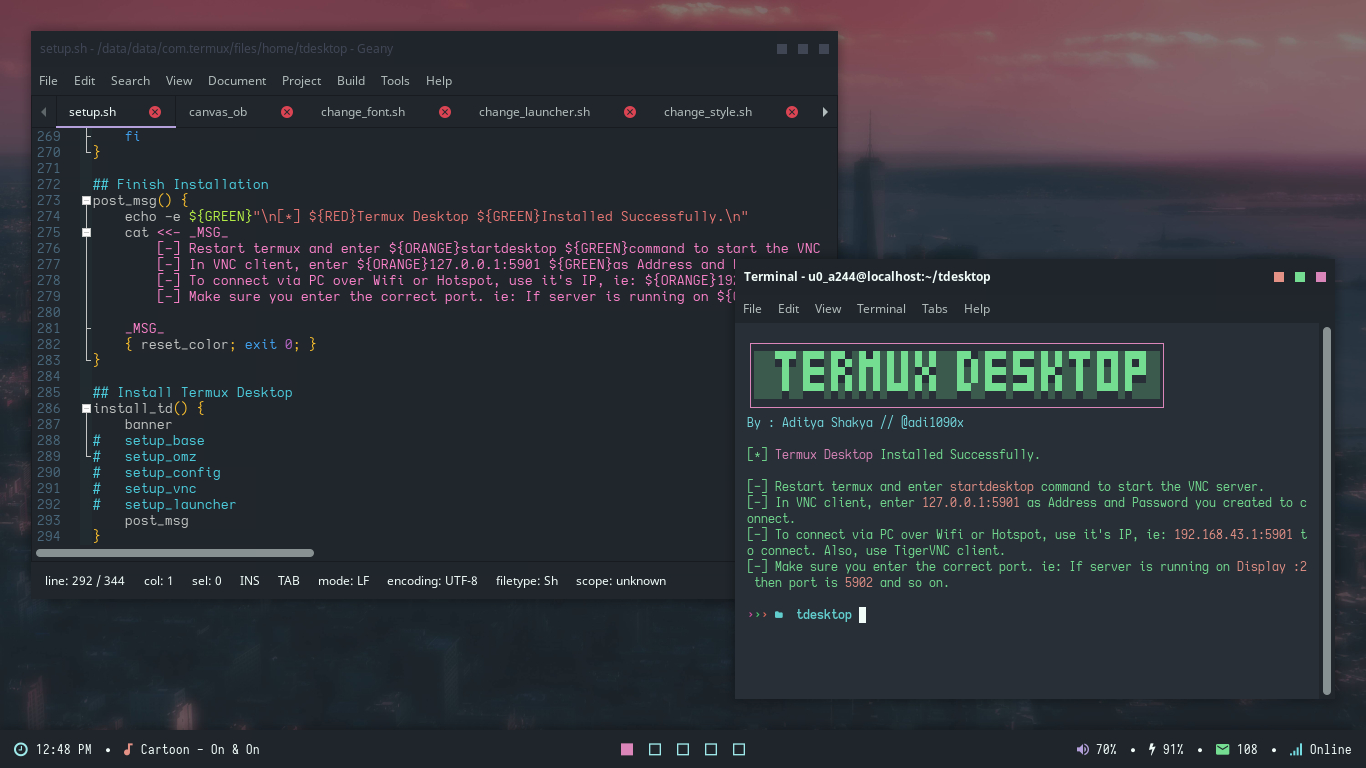 setup.sh - /data/data/com.termux/files/home/tdesktop - Geany
File Edit Search View Document Project Build Tools Help
setup.sh canvas_ob change_font.sh change_launcher.sh change_style.sh
269 fi
270 }
271
272 ## Finish Installation
273 post_msg() {
274 echo -e ${GREEN}"\n[*] ${RED}Termux Desktop ${GREEN}Installed Successfully.\n"
275 cat <<- _MSG_
276 [-] Restart termux and enter ${ORANGE}startdesktop ${GREEN}command to start the VNC
277 [-] In VNC client, enter ${ORANGE}127.0.0.1:5901 ${GREEN}as Address and
278 [-] To connect via PC over Wifi or Hotspot, use it's IP, ie: ${ORANGE}192
279 [-] Make sure you enter the correct port. ie: If server is running on ${
280
281 _MSG_
282 { reset_color; exit 0; }
283 }
284
285 ## Install Termux Desktop
286 install_td() {
287 banner
288 # setup_base
289 # setup_omz
290 # setup_config
291 # setup_vnc
292 # setup_launcher
293 post_msg
294 }
line: 292 / 344 col: 1 sel: 0 INS TAB mode: LF encoding: UTF-8 filetype: Sh scope: unknown
Terminal - u0_a244@localhost:~/tdesktop
File Edit View Terminal Tabs Help
TERMUX DESKTOP
By : Aditya Shakya // @adi1090x
[*] Termux Desktop Installed Successfully.
[-] Restart termux and enter startdesktop command to start the VNC server.
[-] In VNC client, enter 127.0.0.1:5901 as Address and Password you created to c
onnect.
[-] To connect via PC over Wifi or Hotspot, use it's IP, ie: 192.168.43.1:5901 t
o connect. Also, use TigerVNC client.
[-] Make sure you enter the correct port. ie: If server is running on Display :2
then port is 5902 and so on.
››› tdesktop
12:48 PM • Cartoon - On & On 70% • 91% • 108 • Online